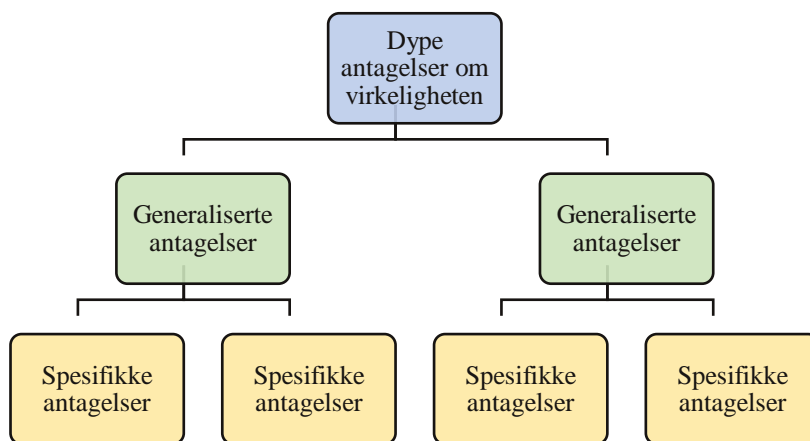 Dype
antagelser om
virkeligheten
Generaliserte
antagelser
Generaliserte
antagelser
Spesifikke
antagelser
Spesifikke
antagelser
Spesifikke
antagelser
Spesifikke
antagelser